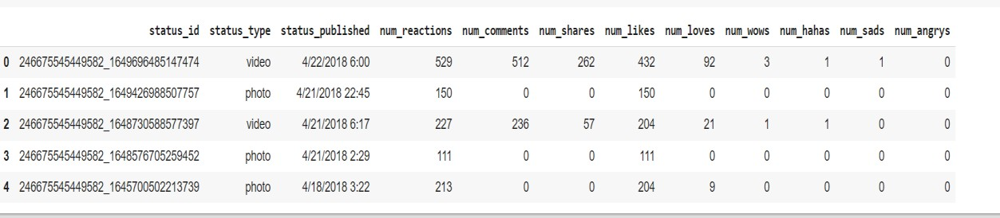 status_id status_type status_published num_reactions num_comments num_shares num_likes num_loves num_wows num_hahas num_sads num_angrys
0 246675545449582_1649696485147474 video 4/22/2018 6:00 529 512 262 432 92 3 1 1 0
1 246675545449582_1649426988507757 photo 4/21/2018 22:45 150 0 0 150 0 0 0 0 0
2 246675545449582_1648730588577397 video 4/21/2018 6:17 227 236 57 204 21 1 1 0 0
3 246675545449582_1648576705259452 photo 4/21/2018 2:29 111 0 0 111 0 0 0 0 0
4 246675545449582_1645700502213739 photo 4/18/2018 3:22 213 0 0 204 9 0 0 0 0